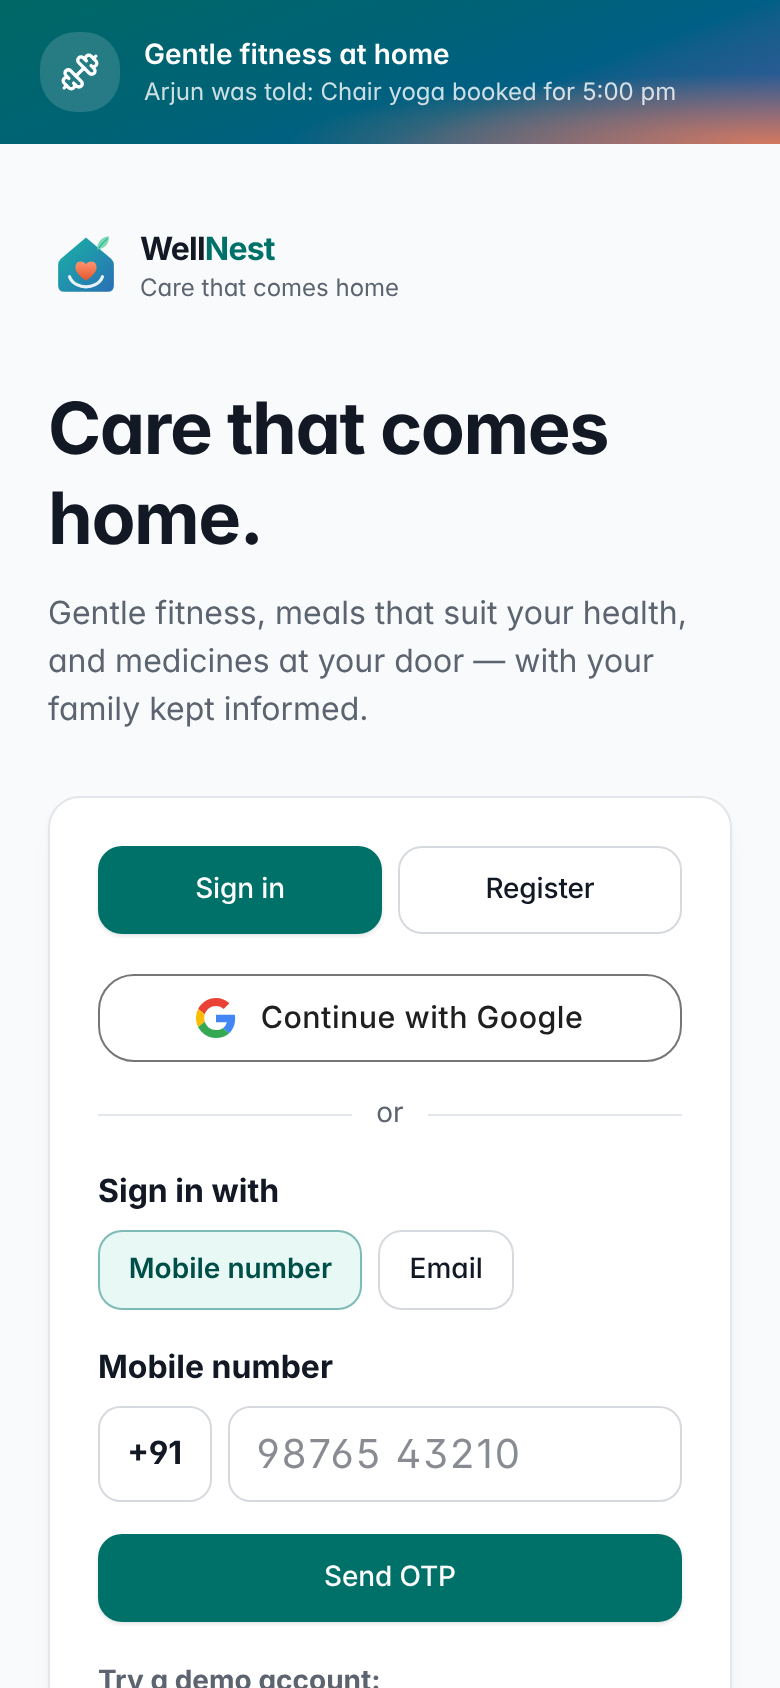 Gentle fitness at home
Arjun was told: Chair yoga booked for 5:00 pm
WellNest
Care that comes home
Care that comes
home.
Gentle fitness, meals that suit your health,
and medicines at your door — with your
family kept informed.
Sign in
Register
Continue with Google
or
Sign in with
Mobile number
Email
Mobile number
+91
98765 43210
Send OTP
Try a demo account: